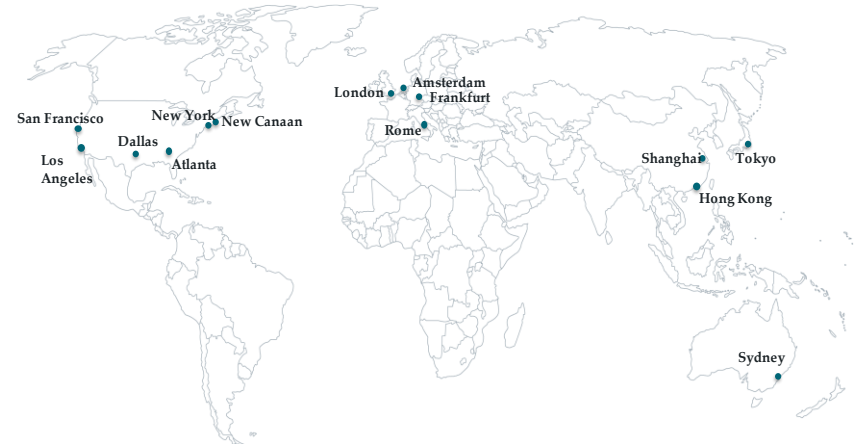 London
Amsterdam
Frankfurt
San Francisco
New York
New Canaan
Rome
Dallas
Los
Angeles
Atlanta
Shanghai
Tokyo
Hong Kong
Sydney